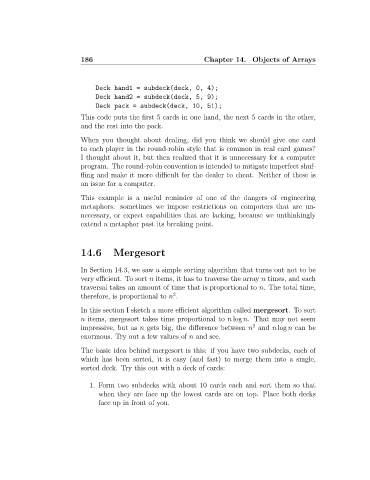 186 Chapter 14. Objects of Arrays
Deck hand1 = subdeck(deck, 0, 4);
Deck hand2 = subdeck(deck, 5, 9);
Deck pack = subdeck(deck, 10, 51);
This code puts the first 5 cards in one hand, the next 5 cards in the other,
and the rest into the pack.
When you thought about dealing, did you think we should give one card
to each player in the round-robin style that is common in real card games?
I thought about it, but then realized that it is unnecessary for a computer
program. The round-robin convention is intended to mitigate imperfect shuf-
fling and make it more difficult for the dealer to cheat. Neither of these is
an issue for a computer.
This example is a useful reminder of one of the dangers of engineering
metaphors: sometimes we impose restrictions on computers that are un-
necessary, or expect capabilities that are lacking, because we unthinkingly
extend a metaphor past its breaking point.
14.6 Mergesort
In Section 14.3, we saw a simple sorting algorithm that turns out not to be
very efficient. To sort n items, it has to traverse the array n times, and each
traversal takes an amount of time that is proportional to n. The total time,
therefore, is proportional to n².
In this section I sketch a more efficient algorithm called mergesort. To sort
n items, mergesort takes time proportional to n log n. That may not seem
impressive, but as n gets big, the difference between n² and n log n can be
enormous. Try out a few values of n and see.
The basic idea behind mergesort is this: if you have two subdecks, each of
which has been sorted, it is easy (and fast) to merge them into a single,
sorted deck. Try this out with a deck of cards:
1. Form two subdecks with about 10 cards each and sort them so that
when they are face up the lowest cards are on top. Place both decks
face up in front of you.